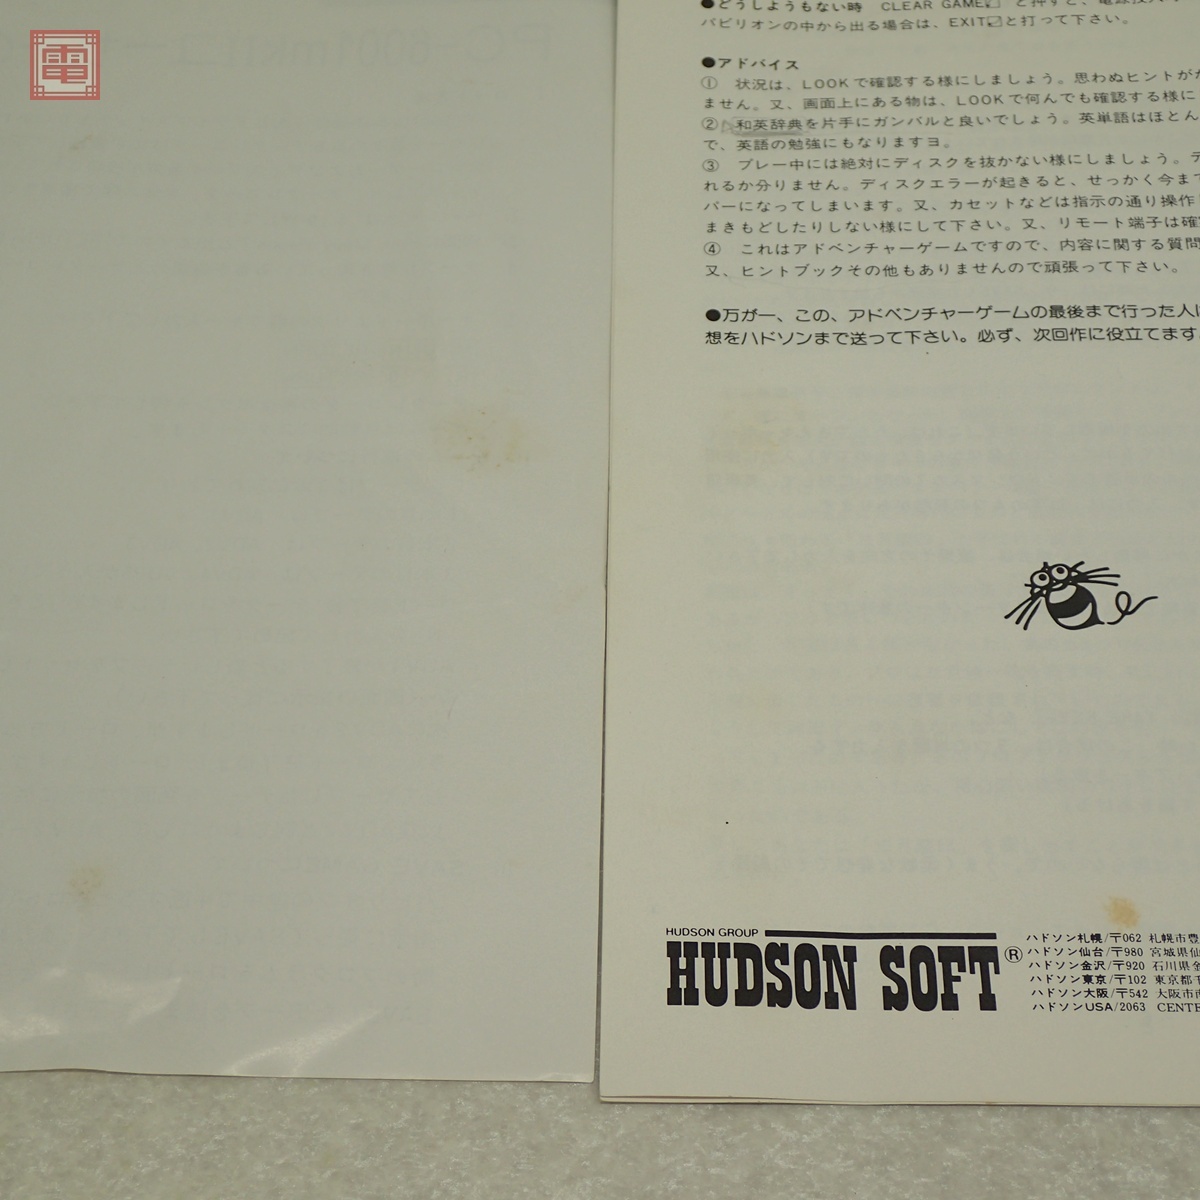 電
●どうしようもない時 CLEAR GAME
パビリオンの中から出る場合は、EXIT〼と打って下さい。
●アドバイス
① 状況は、LOOKで確認する様にしましょう。思わぬヒントが
ません。又、画面上にある物は、LOOKで何んでも確認する様に
② 和英辞典を片手にガンバルと良いでしょう。英単語はほとん
で、英語の勉強にもなりますヨ。
③ プレー中には絶対にディスクを抜かない様にしましょう。デ
れるか分りません。ディスクエラーが起きると、せっかく今まで
バーになってしまいます。又、カセットなどは指示の通り操作
まきもどしたりしない様にして下さい。又、リモート端子は確
④ これはアドベンチャーゲームですので、内容に関する質問
又、ヒントブックその他もありませんので頑張って下さい。
●万が一、この、アドベンチャーゲームの最後まで行った人は
想をハドソンまで送って下さい。必ず、次回作に役立てます
HUDSON GROUP
HUDSON SOFT®
ハドソン札幌/〒062 札幌市豊
ハドソン仙台/〒980 宮城県仙
ハドソン金沢/〒920 石川県金
ハドソン東京/〒102 東京都千
ハドソン大阪/〒542 大阪市南
ハドソンUSA/2063 CENTE